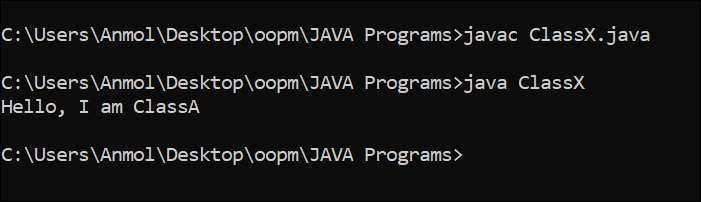 C:\Users\Anmol\Desktop\oopm\JAVA Programs>javac ClassX.java
C:\Users\Anmol\Desktop\oopm\JAVA Programs>java ClassX
Hello, I am ClassA
C:\Users\Anmol\Desktop\oopm\JAVA Programs>